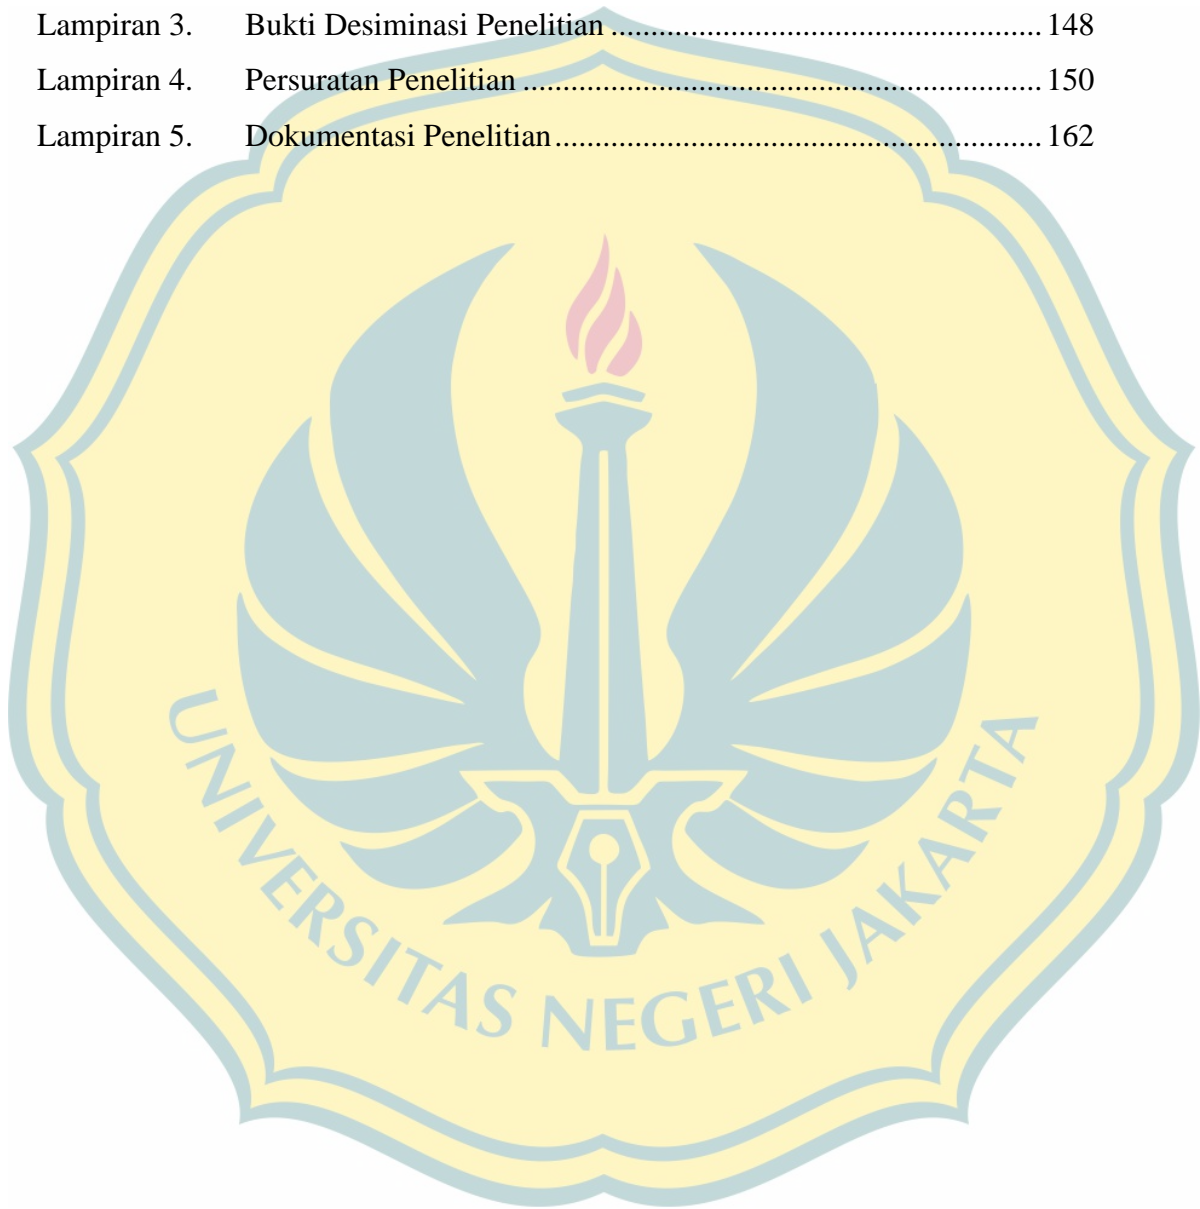 Lampiran 3. Bukti Desiminasi Penelitian ..................................................... 148
Lampiran 4. Persuratan Penelitian ................................................................ 150
Lampiran 5. Dokumentasi Penelitian ............................................................ 162
UNIVERSITAS NEGERI JAKARTA